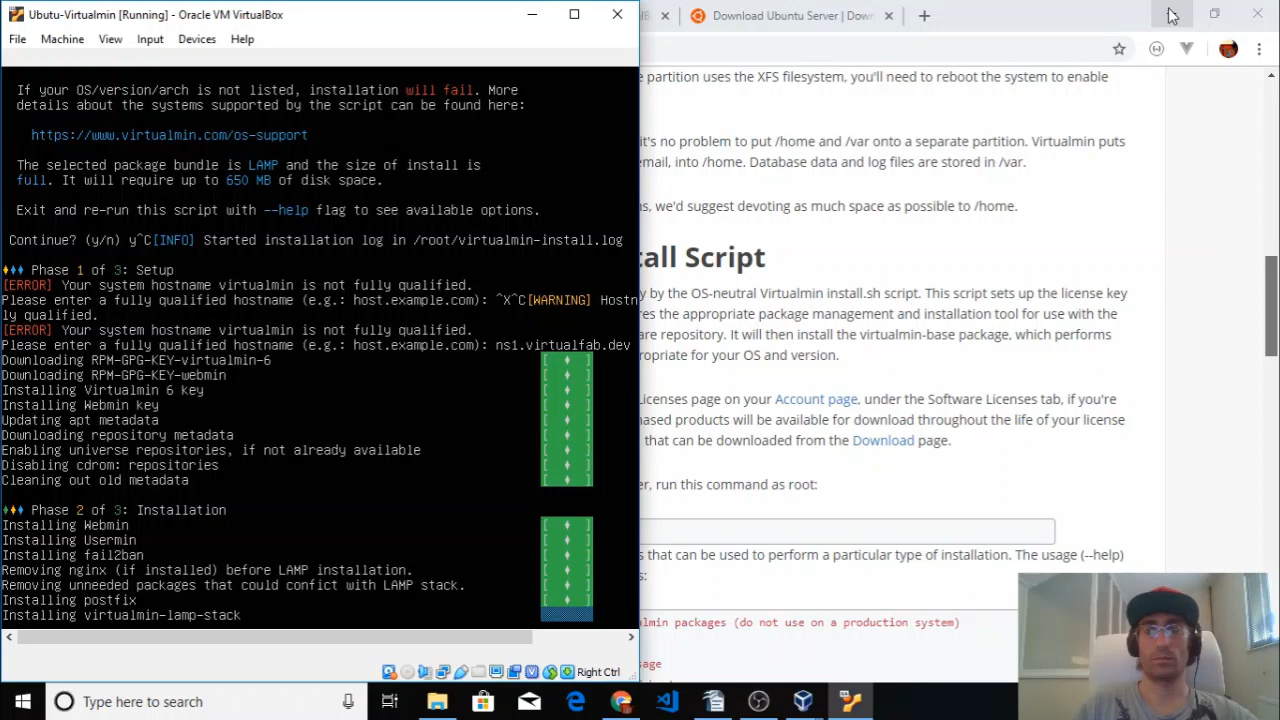 Ubutu-Virtualmin [Running] - Oracle VM VirtualBox
File Machine View Input Devices Help
If your OS/version/arch is not listed, installation will fail. More
details about the systems supported by the script can be found here:
https://www.virtualmin.com/os-support
The selected package bundle is LAMP and the size of install is
full. It will require up to 650 MB of disk space.
Exit and re-run this script with --help flag to see available options.
Continue? (y/n) y^C[INFO] Started installation log in /root/virtualmin-install.log
♦♦♦ Phase 1 of 3: Setup
[ERROR] Your system hostname virtualmin is not fully qualified.
Please enter a fully qualified hostname (e.g.: host.example.com): ^X^C[WARNING] Hostn
ly qualified.
[ERROR] Your system hostname virtualmin is not fully qualified.
Please enter a fully qualified hostname (e.g.: host.example.com): ns1.virtualfab.dev
Downloading RPM-GPG-KEY-virtualmin-6 [ ♦ ]
Downloading RPM-GPG-KEY-webmin [ ♦ ]
Installing Virtualmin 6 key [ ♦ ]
Installing Webmin key [ ♦ ]
Updating apt metadata [ ♦ ]
Downloading repository metadata [ ♦ ]
Enabling universe repositories, if not already available [ ♦ ]
Disabling cdrom: repositories [ ♦ ]
Cleaning out old metadata [ ♦ ]
♦♦♦ Phase 2 of 3: Installation
Installing Webmin [ ♦ ]
Installing Usermin [ ♦ ]
Installing fail2ban [ ♦ ]
Removing nginx (if installed) before LAMP installation. [ ♦ ]
Removing unneeded packages that could confict with LAMP stack. [ ♦ ]
Installing postfix [ ♦ ]
Installing virtualmin-lamp-stack
Right Ctrl
Download Ubuntu Server | Down
e partition uses the XFS filesystem, you'll need to reboot the system to enable
it's no problem to put /home and /var onto a separate partition. Virtualmin puts
email, into /home. Database data and log files are stored in /var.
ns, we'd suggest devoting as much space as possible to /home.
tall Script
y by the OS-neutral Virtualmin install.sh script. This script sets up the license key
res the appropriate package management and installation tool for use with the
are repository. It will then install the virtualmin-base package, which performs
propriate for your OS and version.
Licenses page on your Account page, under the Software Licenses tab, if you're
hased products will be available for download throughout the life of your license
that can be downloaded from the Download page.
er, run this command as root:
s that can be used to perform a particular type of installation. The usage (--help)
s:
almin packages (do not use on a production system)
sage
Type here to search